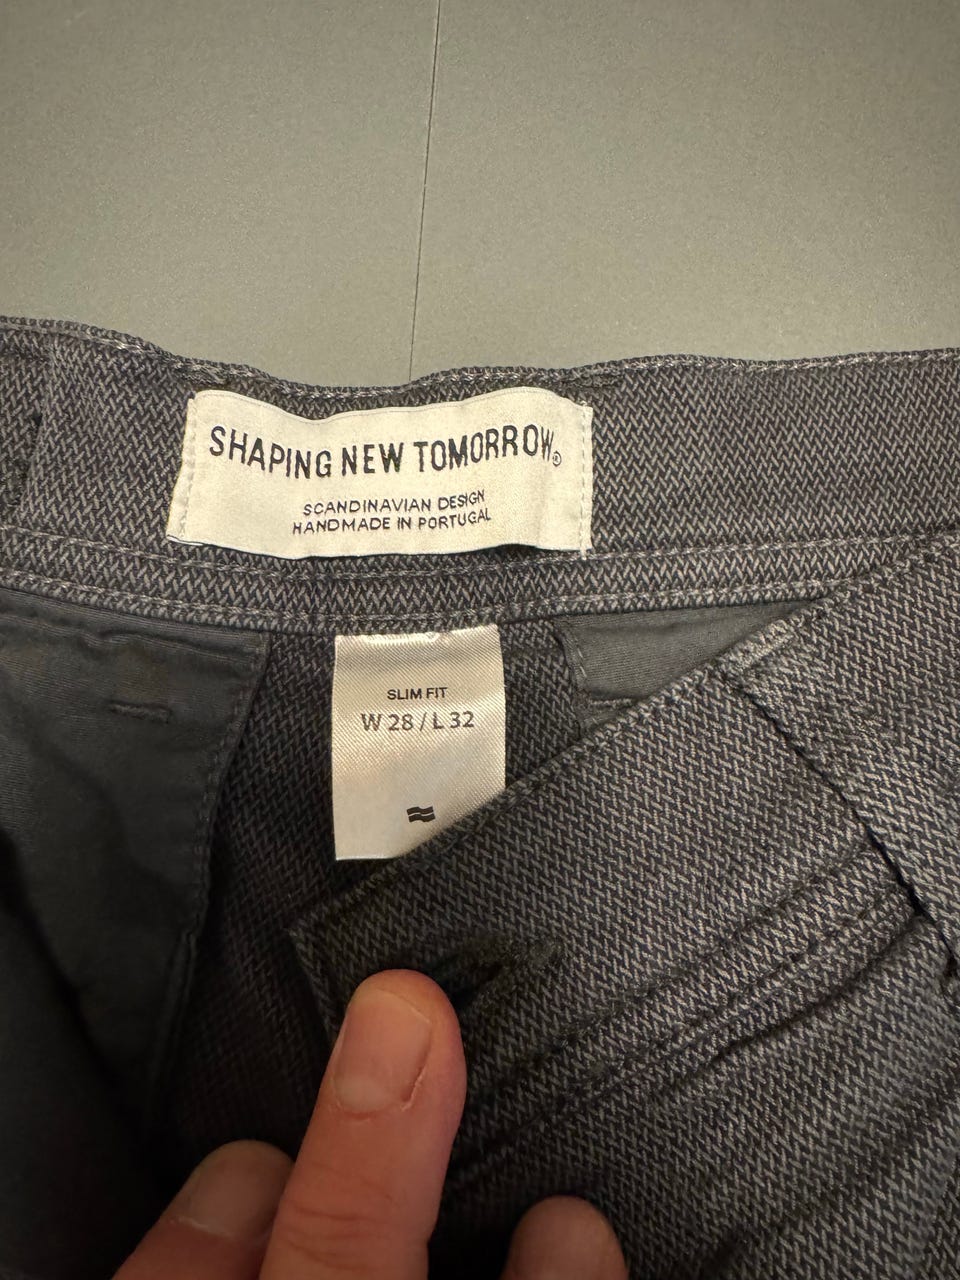 SHAPING NEW TOMORROW®
SCANDINAVIAN DESIGN
HANDMADE IN PORTUGAL
SLIM FIT
W 28 / L 32